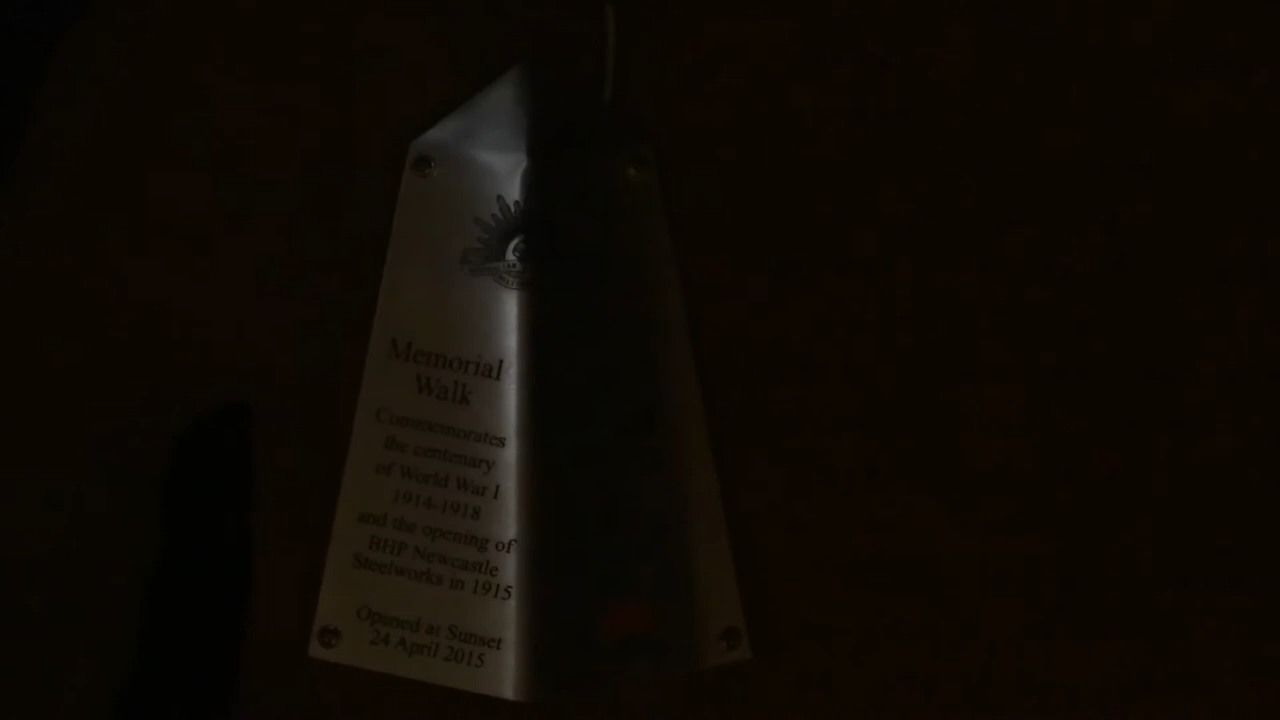 Memorial
Walk
Commemorates
the centenary
of World War I
1914-1918
and the opening of
BHP Newcastle
Steelworks in 1915
Opened at Sunset
24 April 2015